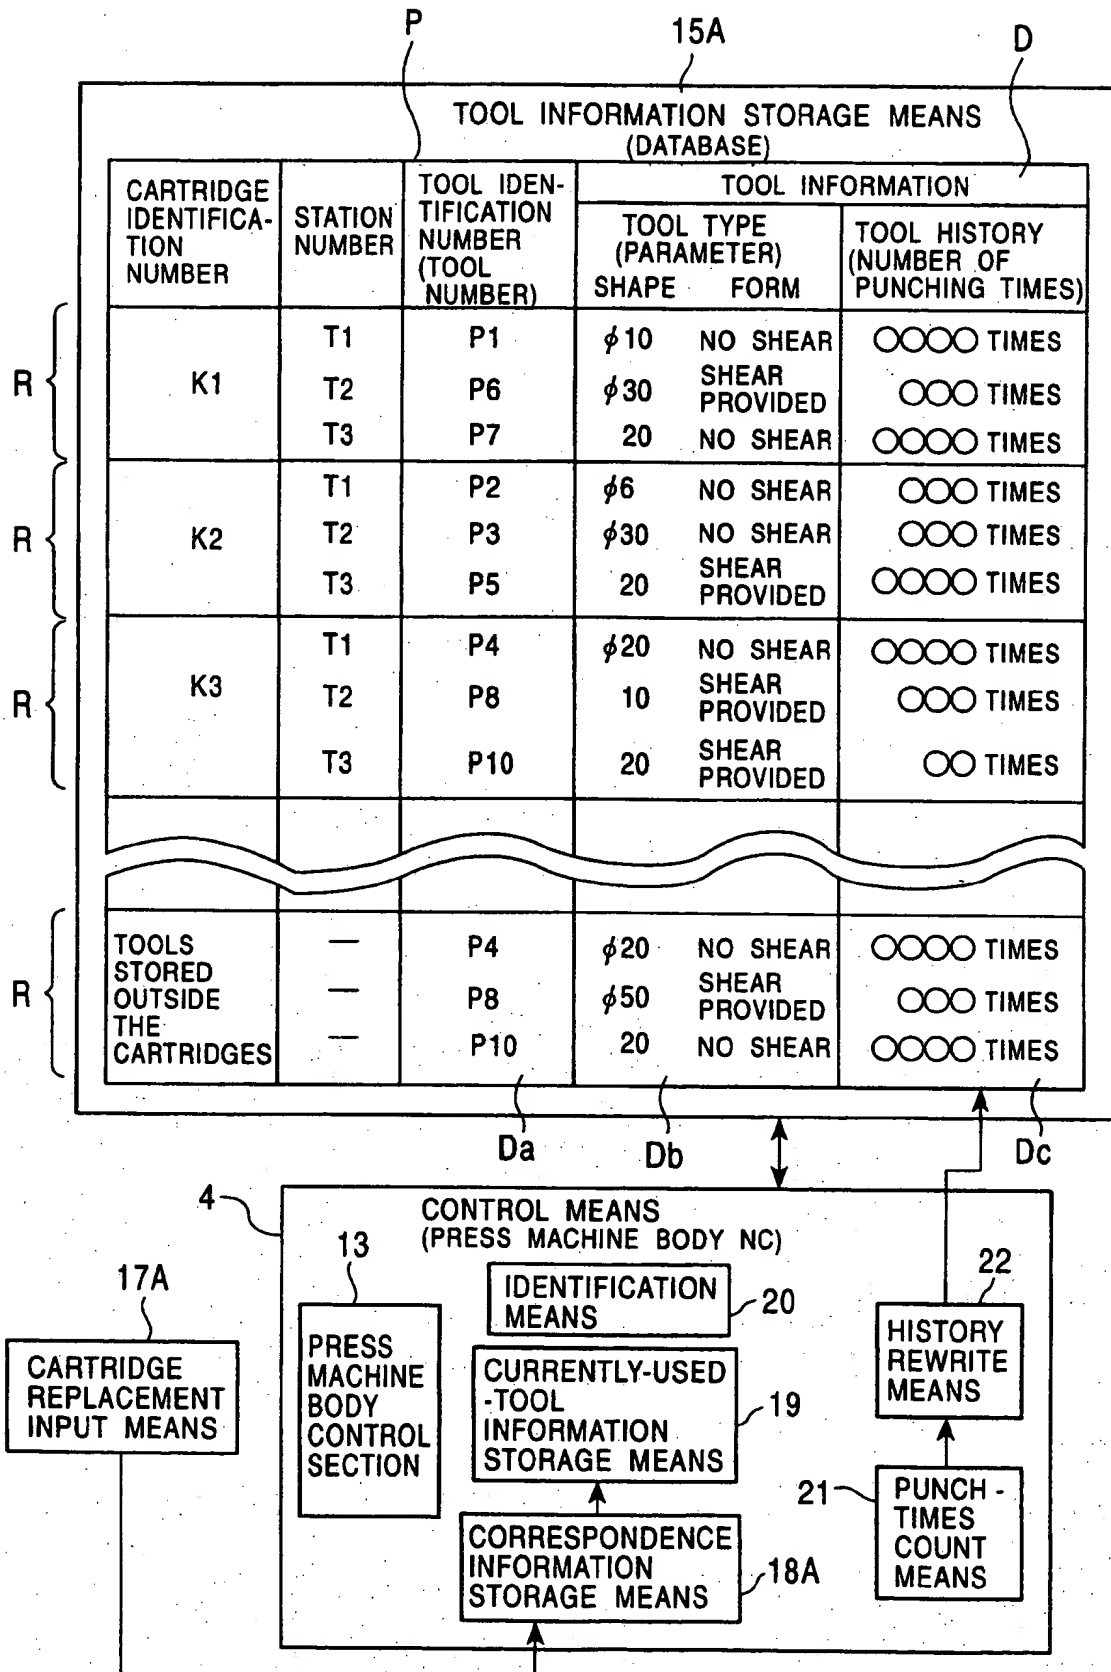 P
15A
D
TOOL INFORMATION STORAGE MEANS
(DATABASE)
CARTRIDGE
IDENTIFICA-
TION
NUMBER
STATION
NUMBER
TOOL IDEN-
TIFICATION
NUMBER
(TOOL
NUMBER)
TOOL INFORMATION
TOOL TYPE
(PARAMETER)
SHAPE FORM
TOOL HISTORY
(NUMBER OF
PUNCHING TIMES)
R
K1
T1 P1 φ10 NO SHEAR ○○○○ TIMES
T2 P6 φ30 SHEAR PROVIDED ○○○ TIMES
T3 P7 20 NO SHEAR ○○○○ TIMES
R
K2
T1 P2 φ6 NO SHEAR ○○○ TIMES
T2 P3 φ30 NO SHEAR ○○○ TIMES
T3 P5 20 SHEAR PROVIDED ○○○○ TIMES
R
K3
T1 P4 φ20 NO SHEAR ○○○○ TIMES
T2 P8 10 SHEAR PROVIDED ○○○ TIMES
T3 P10 20 SHEAR PROVIDED ○○ TIMES
R
TOOLS
STORED
OUTSIDE
THE
CARTRIDGES
— P4 φ20 NO SHEAR ○○○○ TIMES
— P8 φ50 SHEAR PROVIDED ○○○ TIMES
— P10 20 NO SHEAR ○○○○ TIMES
Da
Db
Dc
4
CONTROL MEANS
(PRESS MACHINE BODY NC)
13
PRESS
MACHINE
BODY
CONTROL
SECTION
IDENTIFICATION
MEANS
20
CURRENTLY-USED
-TOOL
INFORMATION
STORAGE MEANS
19
CORRESPONDENCE
INFORMATION
STORAGE MEANS
18A
22
HISTORY
REWRITE
MEANS
21
PUNCH-
TIMES
COUNT
MEANS
17A
CARTRIDGE
REPLACEMENT
INPUT MEANS